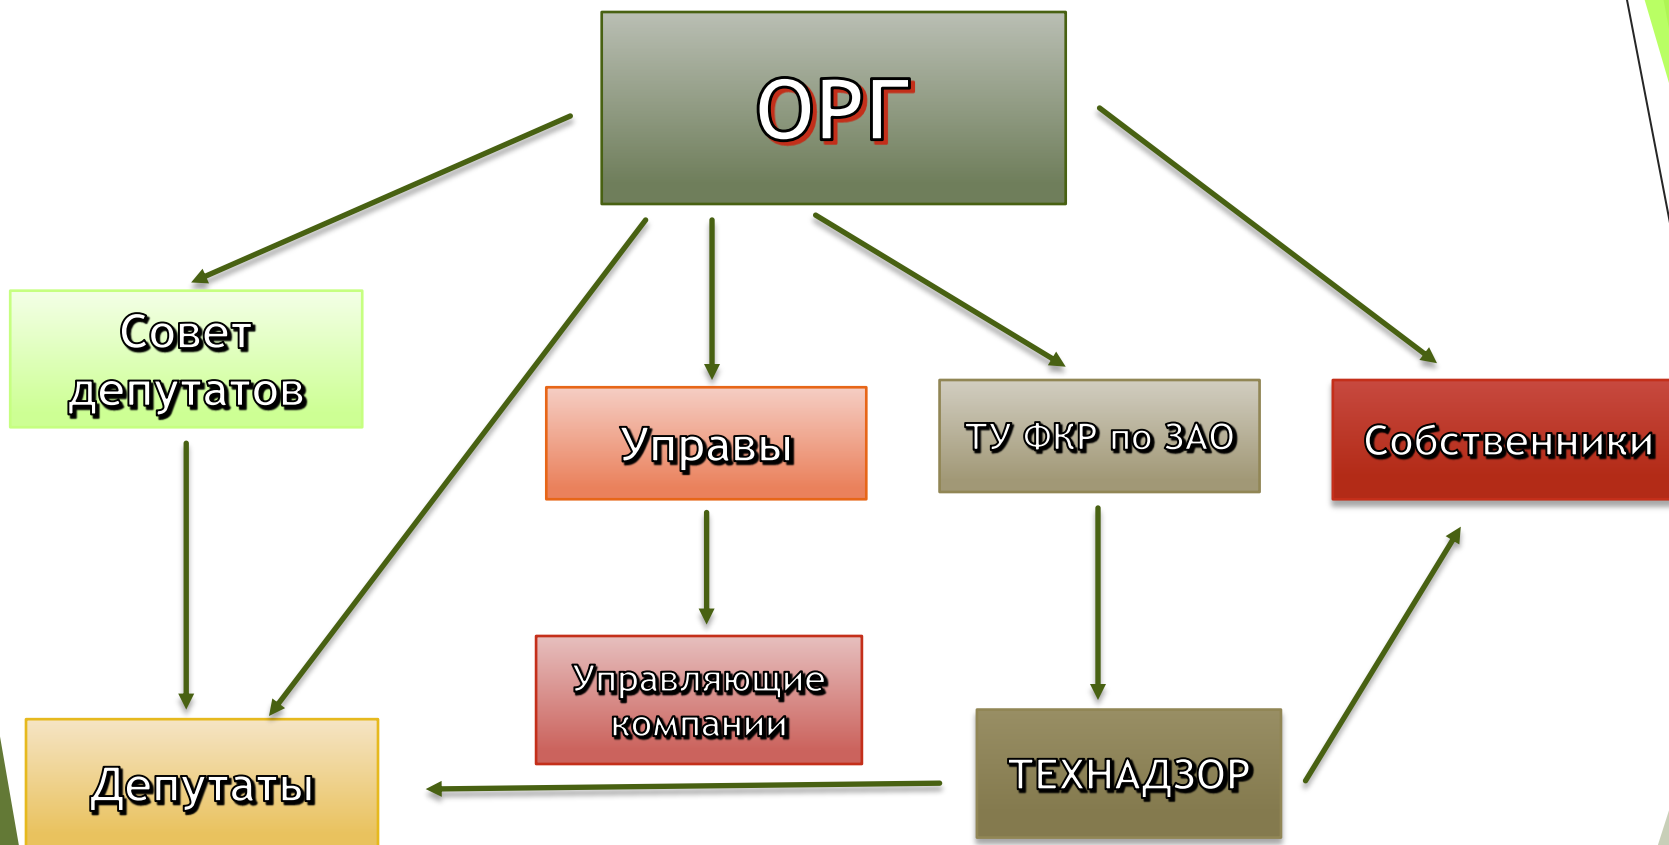 ОРГ
Совет
депутатов
Управы
ТУ ФКР по ЗАО
Собственники
Управляющие
компании
Депутаты
ТЕХНАДЗОР